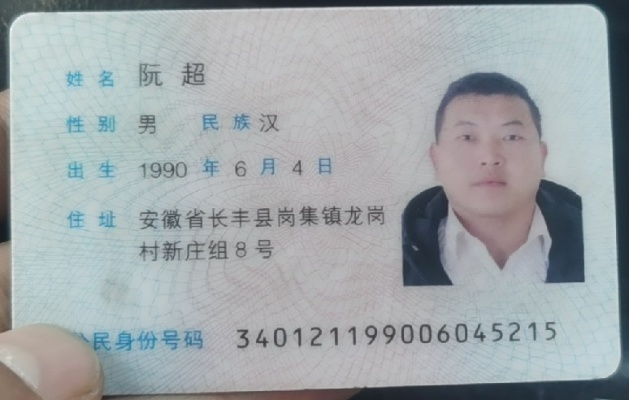 姓名 阮超
性别 男 民族 汉
出生 1990 年 6 月 4 日
住址 安徽省长丰县岗集镇龙岗
村新庄组8号
公民身份号码 340121199006045215